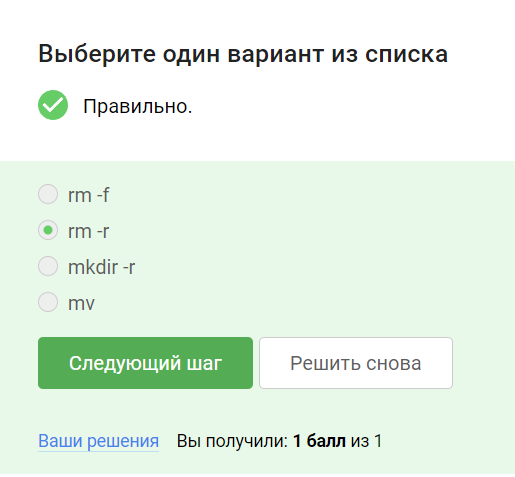 Выберите один вариант из списка
Правильно.
rm -f
rm -r
mkdir -r
mv
Следующий шаг Решить снова
Ваши решения Вы получили: 1 балл из 1